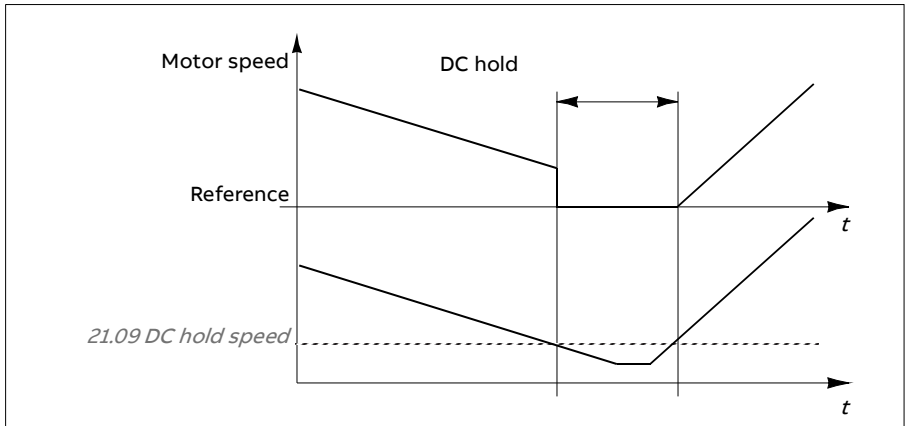 Motor speed
DC hold
Reference
t
21.09 DC hold speed
t